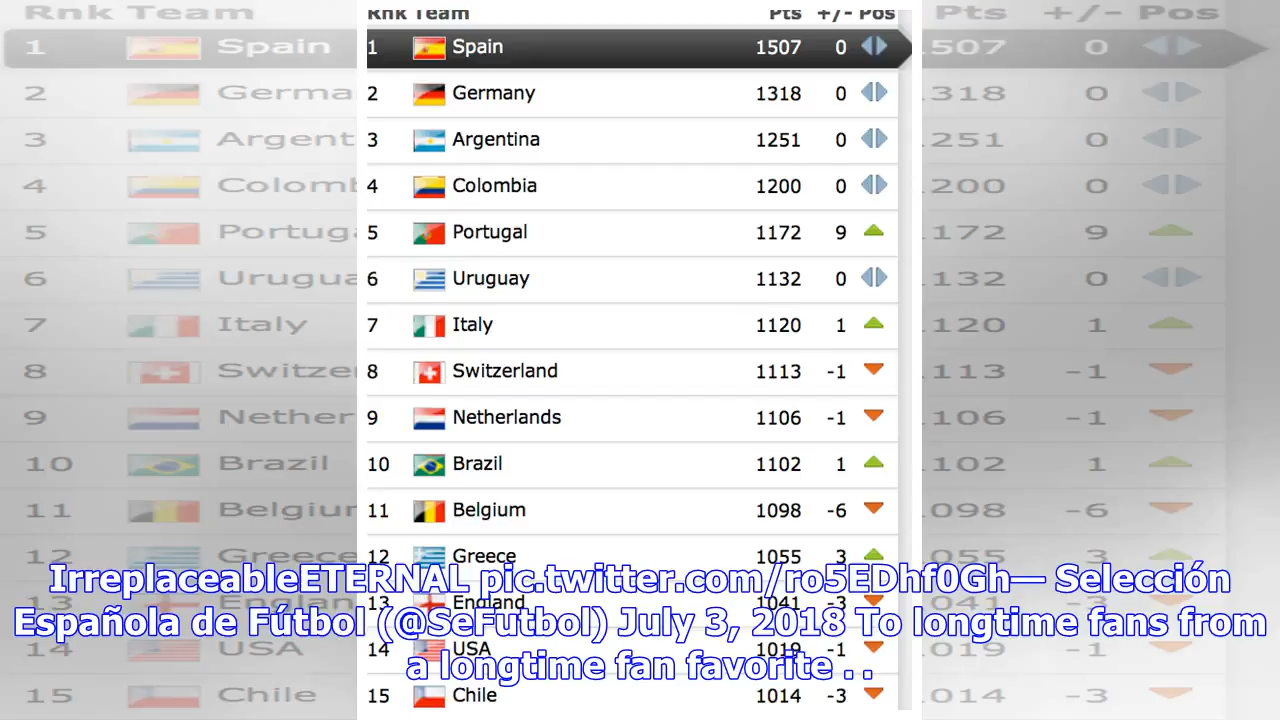 Rnk Team Pts +/- Pos
1 Spain 1507 0
2 Germany 1318 0
3 Argentina 1251 0
4 Colombia 1200 0
5 Portugal 1172 9
6 Uruguay 1132 0
7 Italy 1120 1
8 Switzerland 1113 -1
9 Netherlands 1106 -1
10 Brazil 1102 1
11 Belgium 1098 -6
12 Greece 1055 3
13 England 1041 -3
14 USA 1019 -1
15 Chile 1014 -3
IrreplaceableETERNAL pic.twitter.com/ro5EDhf0Gh— Selección
Española de Fútbol (@SeFutbol) July 3, 2018 To longtime fans from
a longtime fan favorite . .